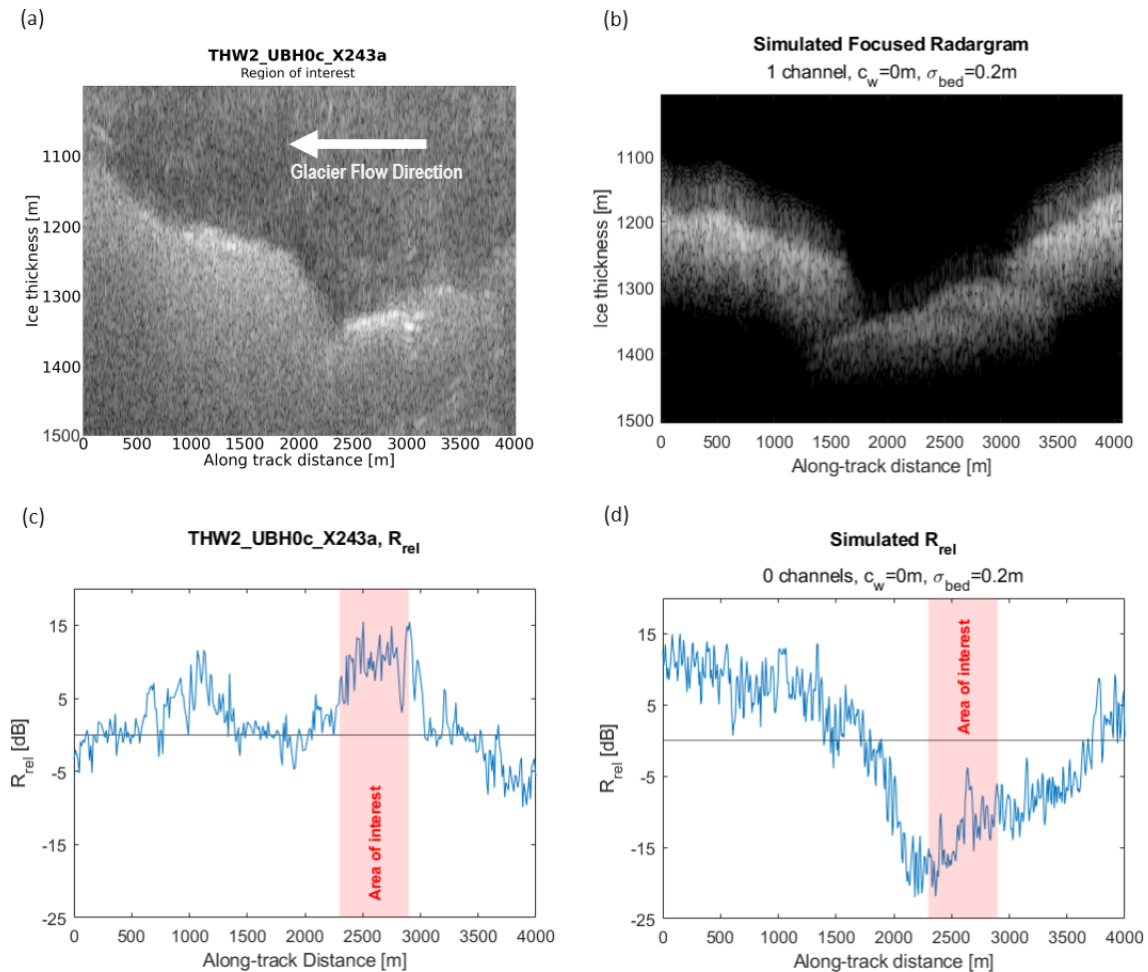 (a)
THW2_UBH0c_X243a
Region of interest
Glacier Flow Direction
Ice thickness [m]
1100
1200
1300
1400
1500
0 500 1000 1500 2000 2500 3000 3500 4000
Along track distance [m]
(b)
Simulated Focused Radargram
1 channel, c_w=0m, σ_bed=0.2m
Ice thickness [m]
1100
1200
1300
1400
1500
0 500 1000 1500 2000 2500 3000 3500 4000
Along-track distance [m]
(c)
THW2_UBH0c_X243a, R_rel
R_rel [dB]
15
5
-5
-15
-25
Area of interest
0 500 1000 1500 2000 2500 3000 3500 4000
Along-track Distance [m]
(d)
Simulated R_rel
0 channels, c_w=0m, σ_bed=0.2m
R_rel [dB]
15
5
-5
-15
-25
Area of interest
0 500 1000 1500 2000 2500 3000 3500 4000
Along-track distance [m]